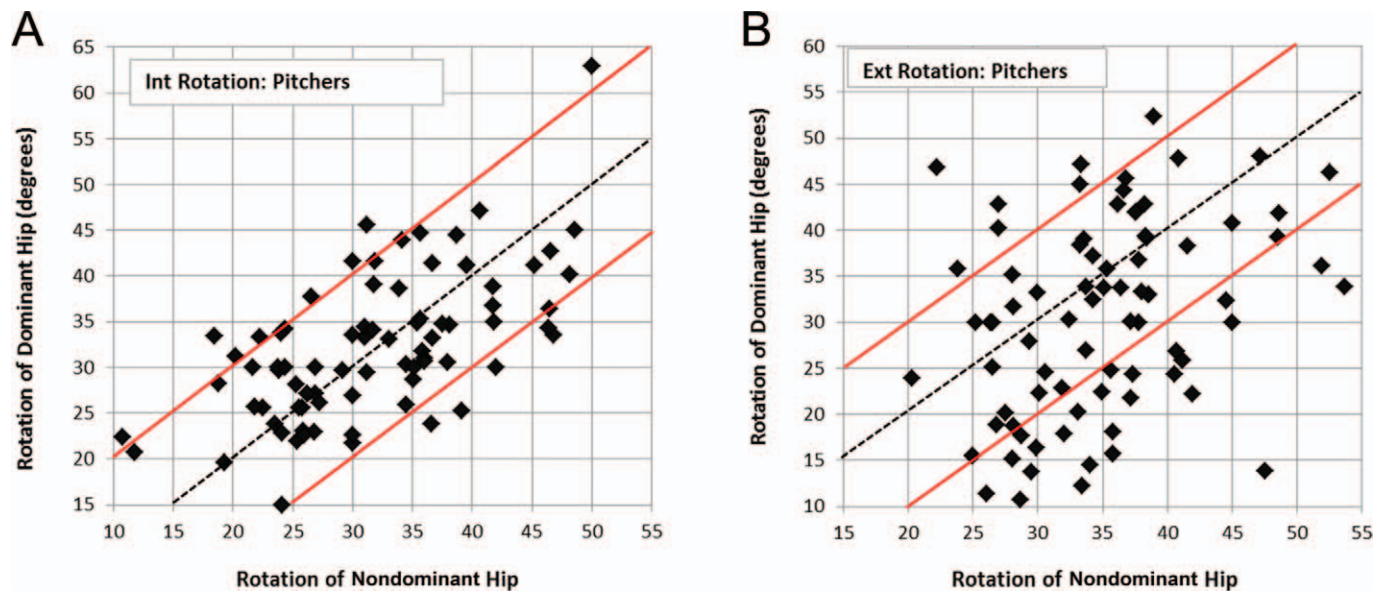 A
Int Rotation: Pitchers
Rotation of Dominant Hip (degrees)
65
60
55
50
45
40
35
30
25
20
15
10 15 20 25 30 35 40 45 50 55
Rotation of Nondominant Hip
B
Ext Rotation: Pitchers
Rotation of Dominant Hip (degrees)
60
55
50
45
40
35
30
25
20
15
10
15 20 25 30 35 40 45 50 55
Rotation of Nondominant Hip